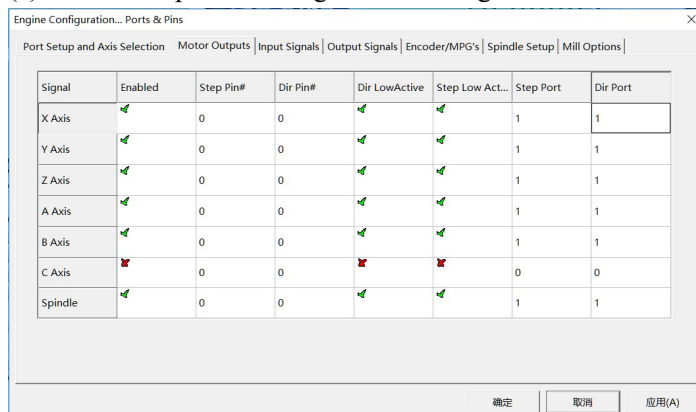 Engine Configuration... Ports & Pins
Port Setup and Axis Selection Motor Outputs Input Signals Output Signals Encoder/MPG's Spindle Setup Mill Options
Signal Enabled Step Pin# Dir Pin# Dir LowActive Step Low Act... Step Port Dir Port
X Axis 0 0 1 1
Y Axis 0 0 1 1
Z Axis 0 0 1 1
A Axis 0 0 1 1
B Axis 0 0 1 1
C Axis 0 0 0 0
Spindle 0 0 1 1
确定 取消 应用(A)